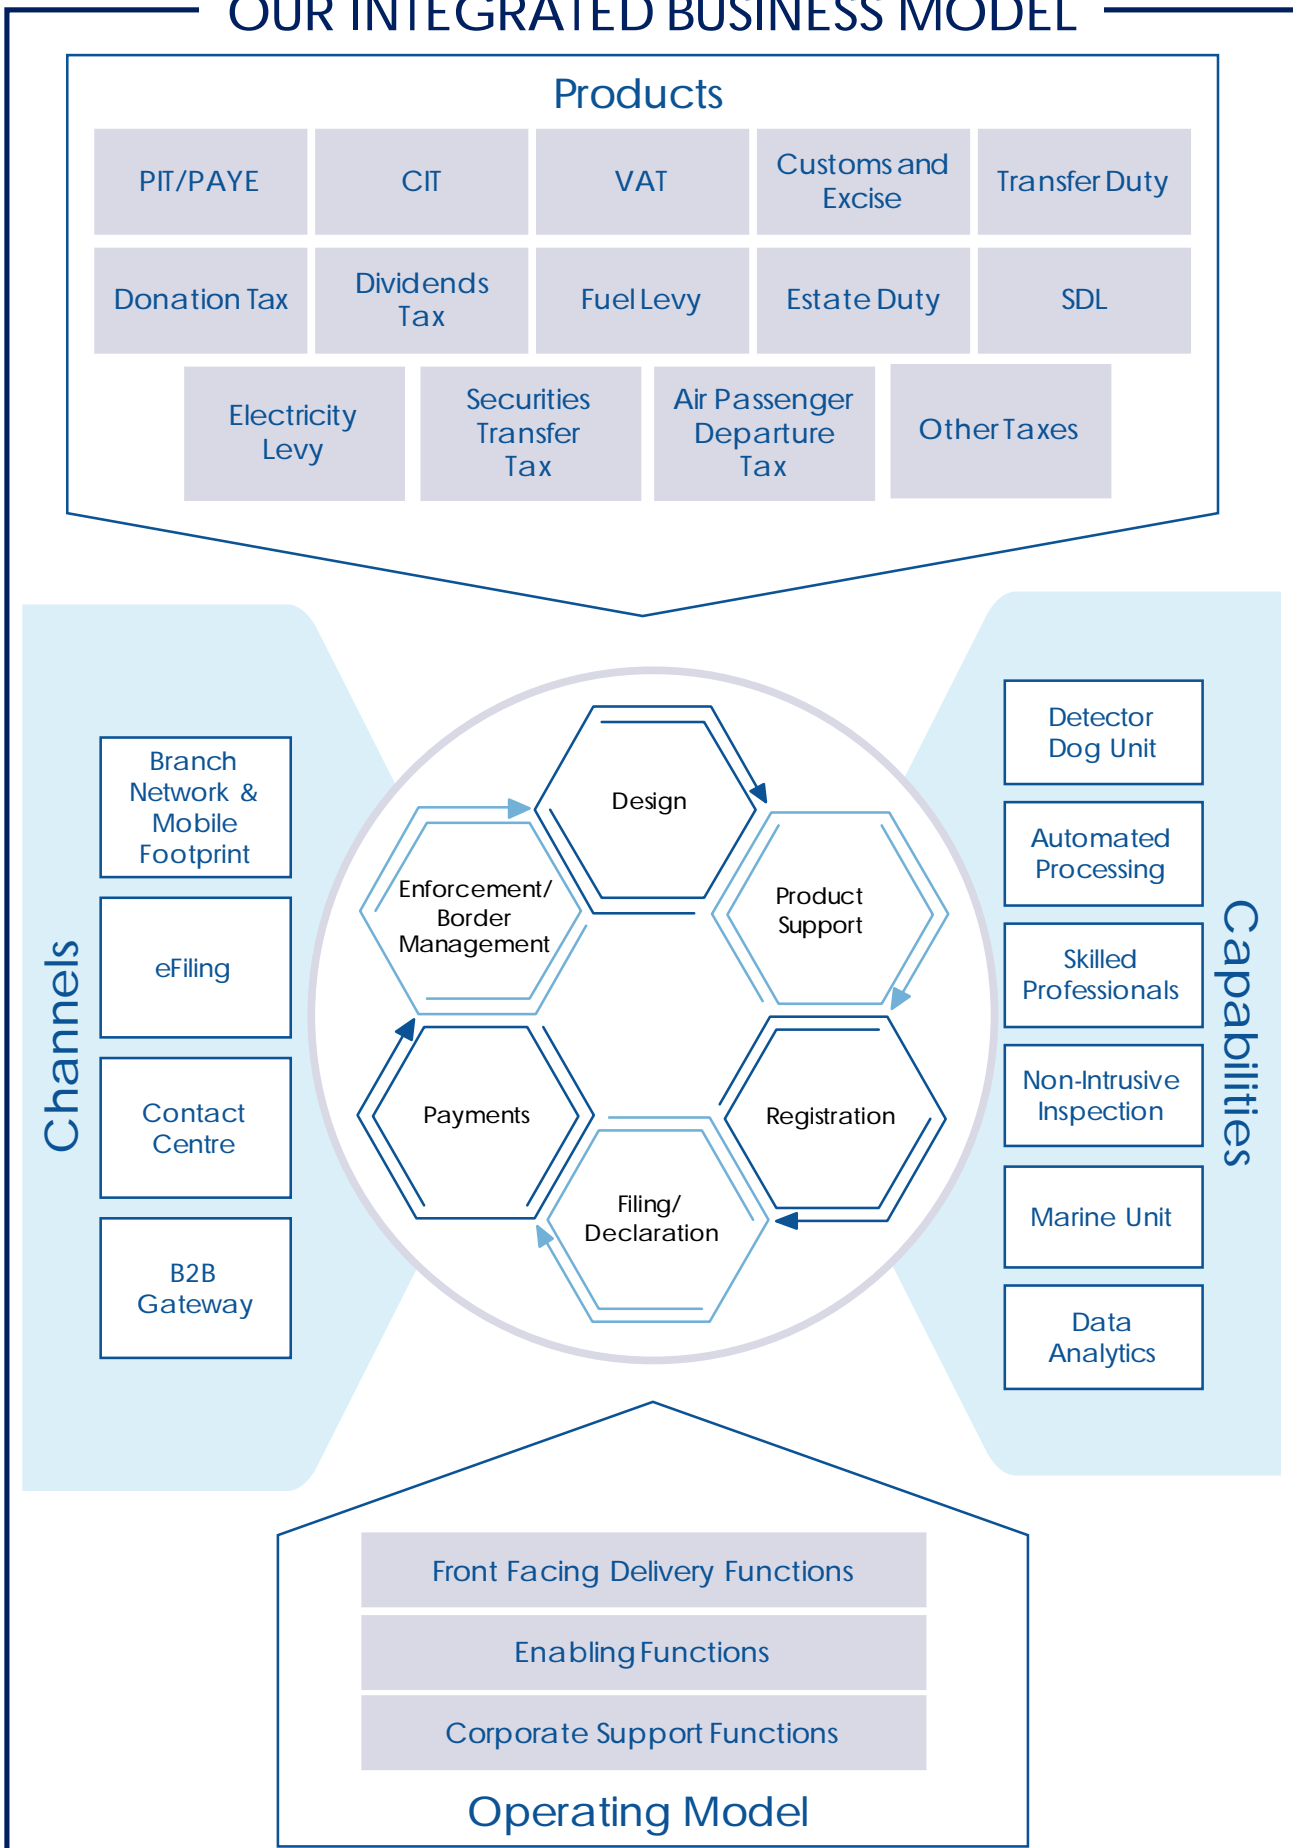 OUR INTEGRATED BUSINESS MODEL
Products
PIT/PAYE
CIT
VAT
Customs and
Excise
Transfer Duty
Donation Tax
Dividends
Tax
Fuel Levy
Estate Duty
SDL
Electricity
Levy
Securities
Transfer
Tax
Air Passenger
Departure
Tax
Other Taxes
Channels
Branch
Network &
Mobile
Footprint
eFiling
Contact
Centre
B2B
Gateway
Design
Product
Support
Registration
Filing/
Declaration
Payments
Enforcement/
Border
Management
Capabilities
Detector
Dog Unit
Automated
Processing
Skilled
Professionals
Non-Intrusive
Inspection
Marine Unit
Data
Analytics
Front Facing Delivery Functions
Enabling Functions
Corporate Support Functions
Operating Model